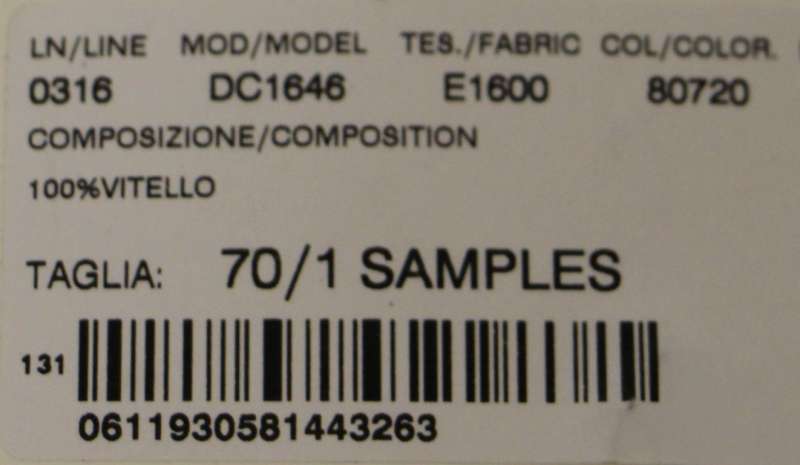 LN/LINE MOD/MODEL TES./FABRIC COL/COLOR.
0316 DC1646 E1600 80720
COMPOSIZIONE/COMPOSITION
100%VITELLO
TAGLIA: 70/1 SAMPLES
131
0611930581443263